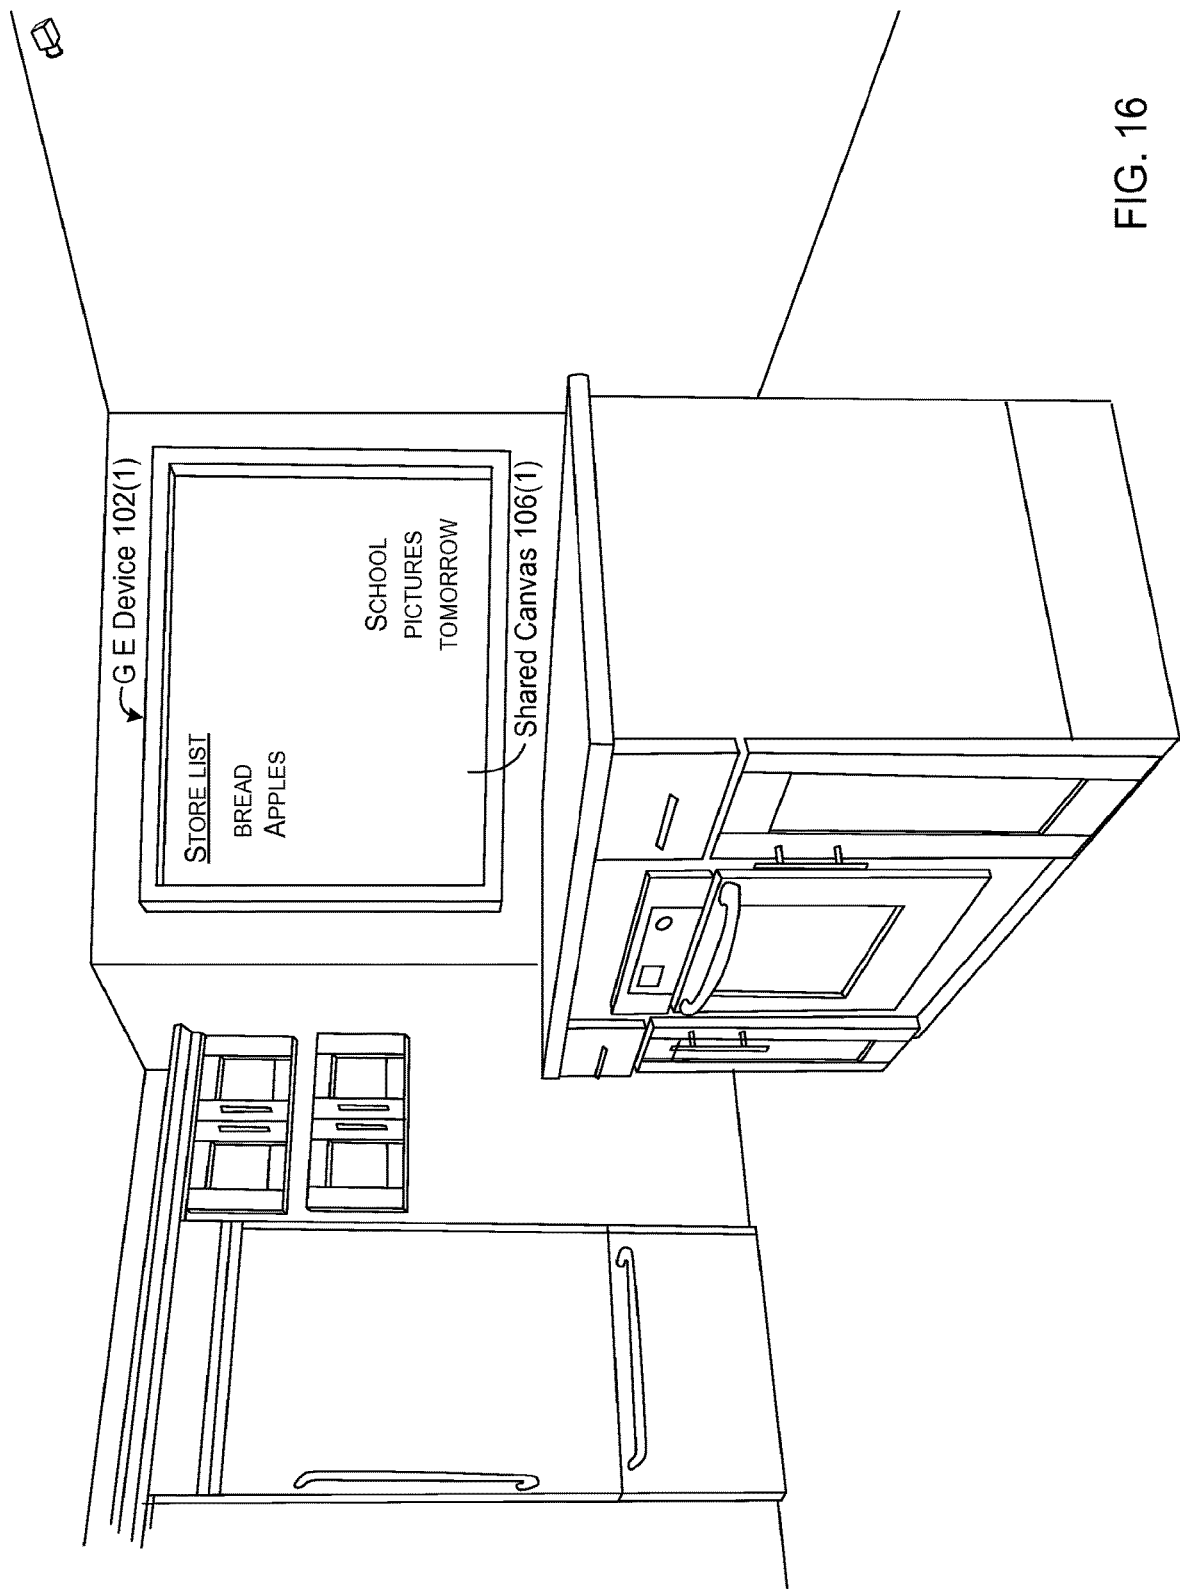 G E Device 102(1)
STORE LIST
BREAD
APPLES
SCHOOL
PICTURES
TOMORROW
Shared Canvas 106(1)
FIG. 16